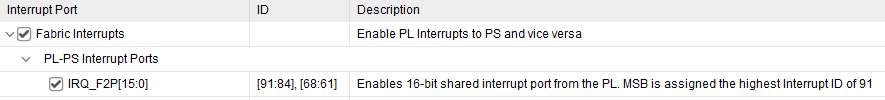 Interrupt Port ID Description
Fabric Interrupts Enable PL Interrupts to PS and vice versa
PL-PS Interrupt Ports
IRQ_F2P[15:0] [91:84], [68:61] Enables 16-bit shared interrupt port from the PL. MSB is assigned the highest Interrupt ID of 91